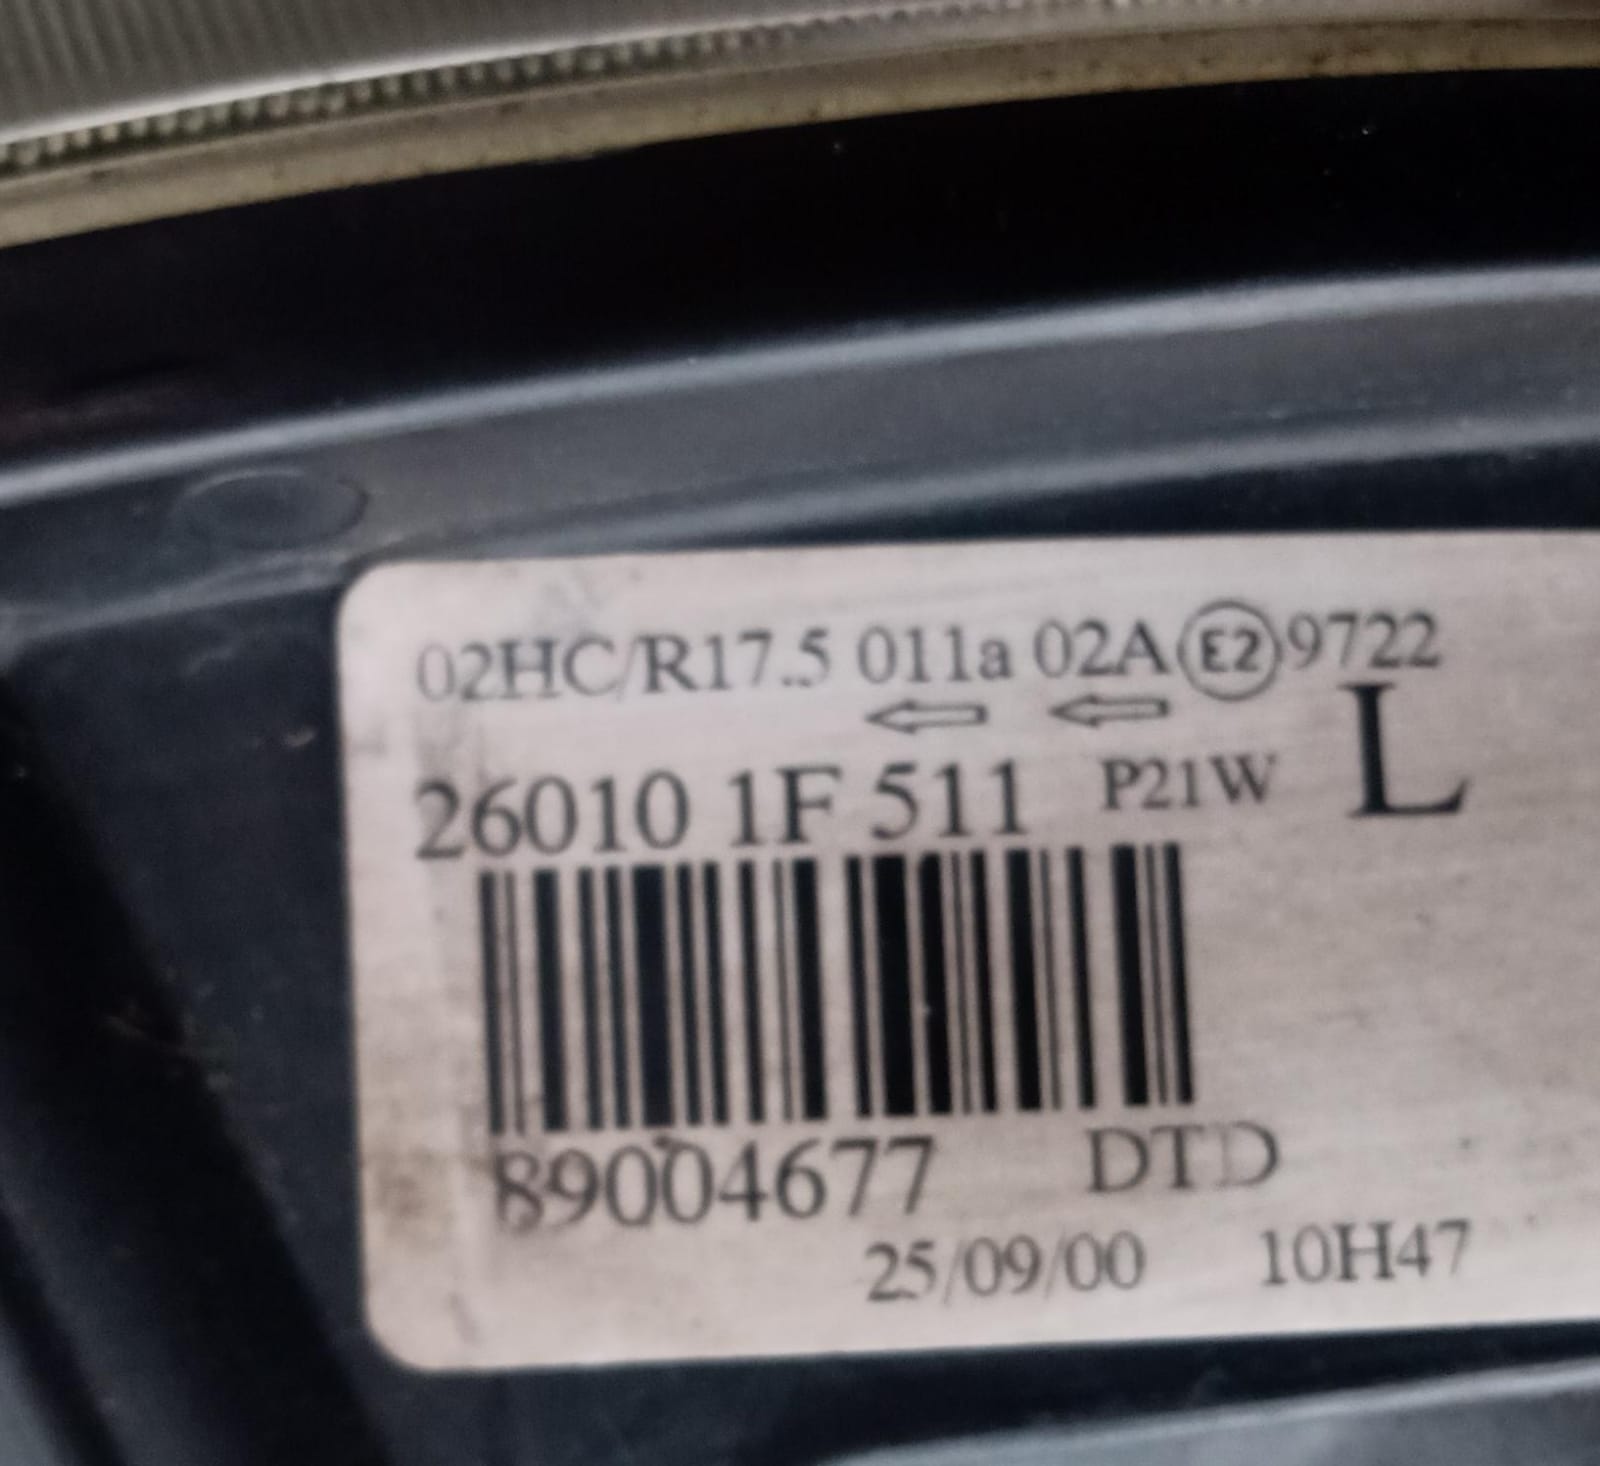 02HC/R17.5 011a 02A E2 9722
26010 1F 511 P21W L
89004677 DTD
25/09/00 10H47